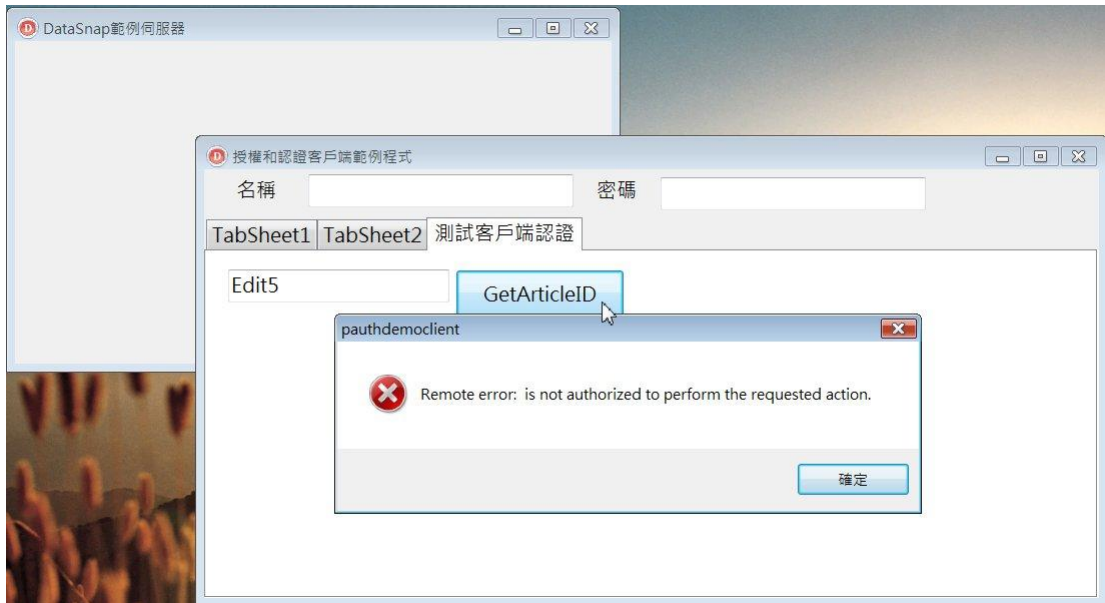 DataSnap範例伺服器
授權和認證客戶端範例程式
名稱 密碼
TabSheet1 TabSheet2 測試客戶端認證
Edit5 GetArticleID
pauthdemoclient
Remote error:  is not authorized to perform the requested action.
確定